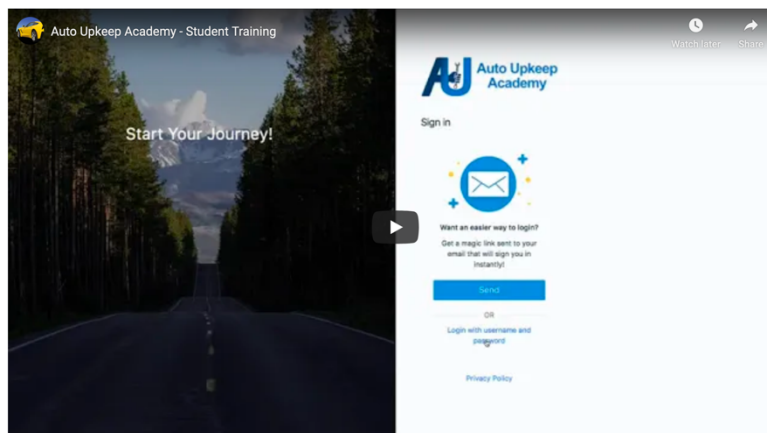 Auto Upkeep Academy - Student Training
Watch later
Share
Start Your Journey!
AU Auto Upkeep
Academy
Sign in
Want an easier way to login?
Get a magic link sent to your
email that will sign you in
instantly!
Send
OR
Login with username and
password
Privacy Policy